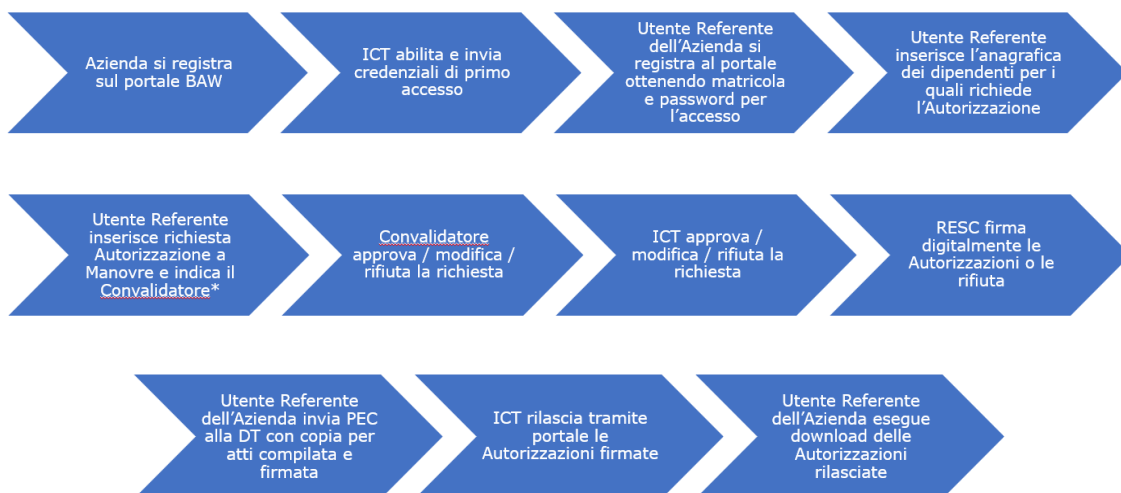 Azienda si registra
sul portale BAW
ICT abilita e invia
credenziali di primo
accesso
Utente Referente
dell'Azienda si
registra al portale
ottenendo matricola
e password per
l'accesso
Utente Referente
inserisce l'anagrafica
dei dipendenti per i
quali richiede
l'Autorizzazione
Utente Referente
inserisce richiesta
Autorizzazione a
Manovre e indica il
Convalidatore*
Convalidatore
approva / modifica /
rifiuta la richiesta
ICT approva /
modifica / rifiuta la
richiesta
RESC firma
digitalmente le
Autorizzazioni o le
rifiuta
Utente Referente
dell'Azienda invia PEC
alla DT con copia per
atti compilata e
firmata
ICT rilascia tramite
portale le
Autorizzazioni firmate
Utente Referente
dell'Azienda esegue
download delle
Autorizzazioni
rilasciate